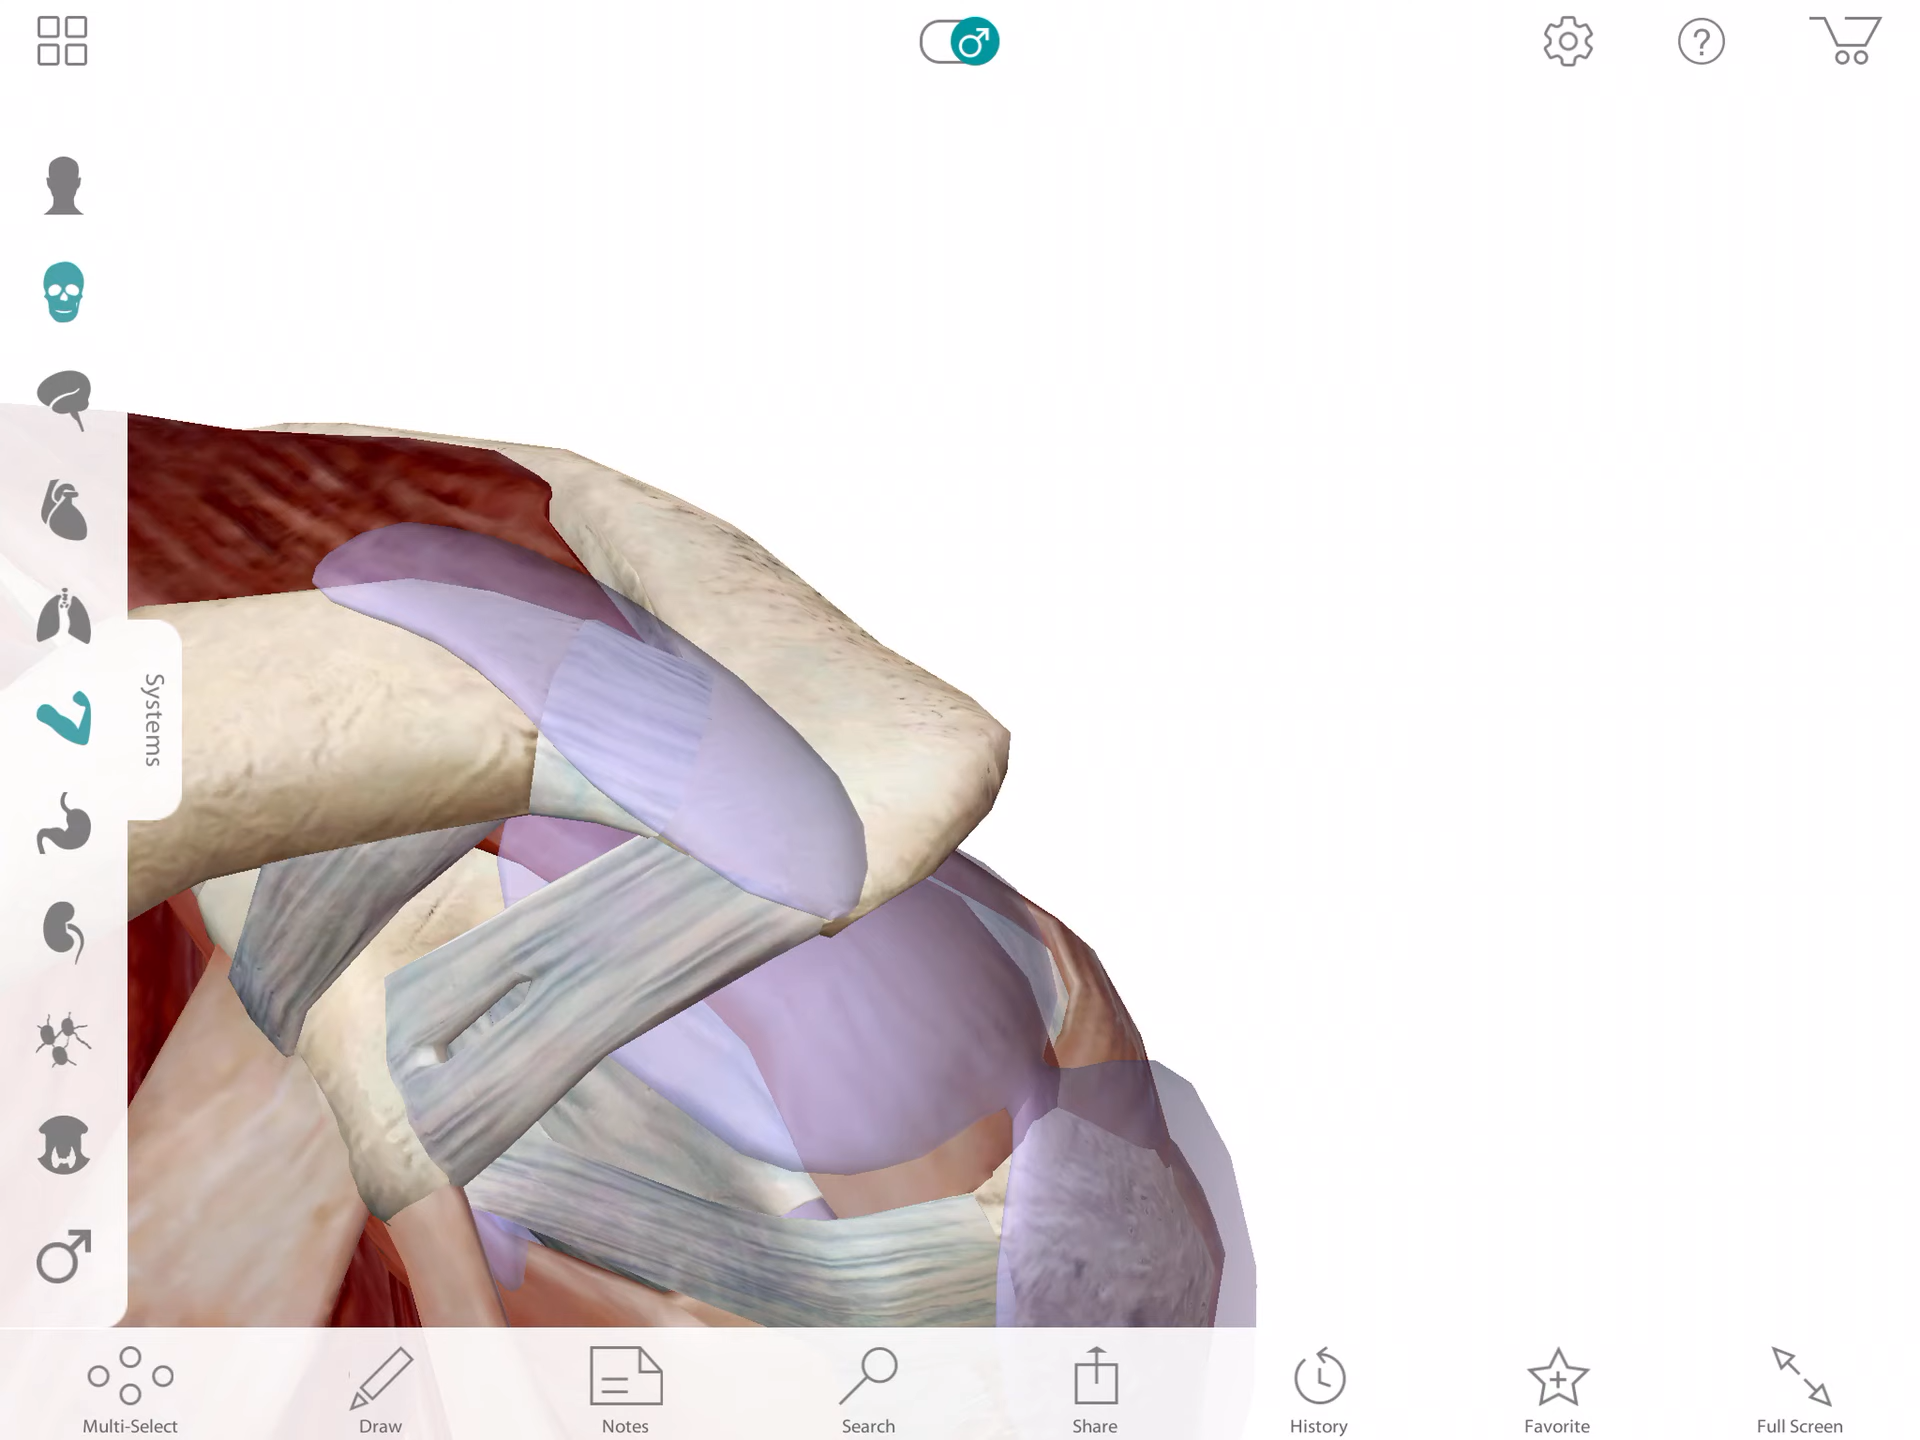 Systems
Multi-Select
Draw
Notes
Search
Share
History
Favorite
Full Screen